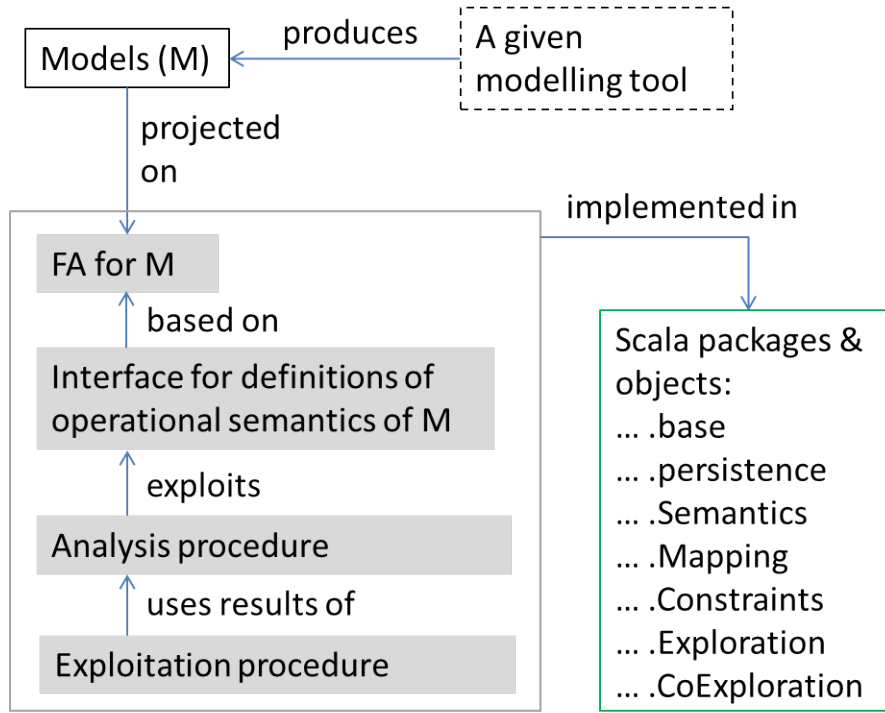 produces
Models (M)
A given
modelling tool
projected
on
implemented in
FA for M
based on
Interface for definitions of
operational semantics of M
exploits
Analysis procedure
uses results of
Exploitation procedure
Scala packages &
objects:
... .base
... .persistence
... .Semantics
... .Mapping
... .Constraints
... .Exploration
... .CoExploration